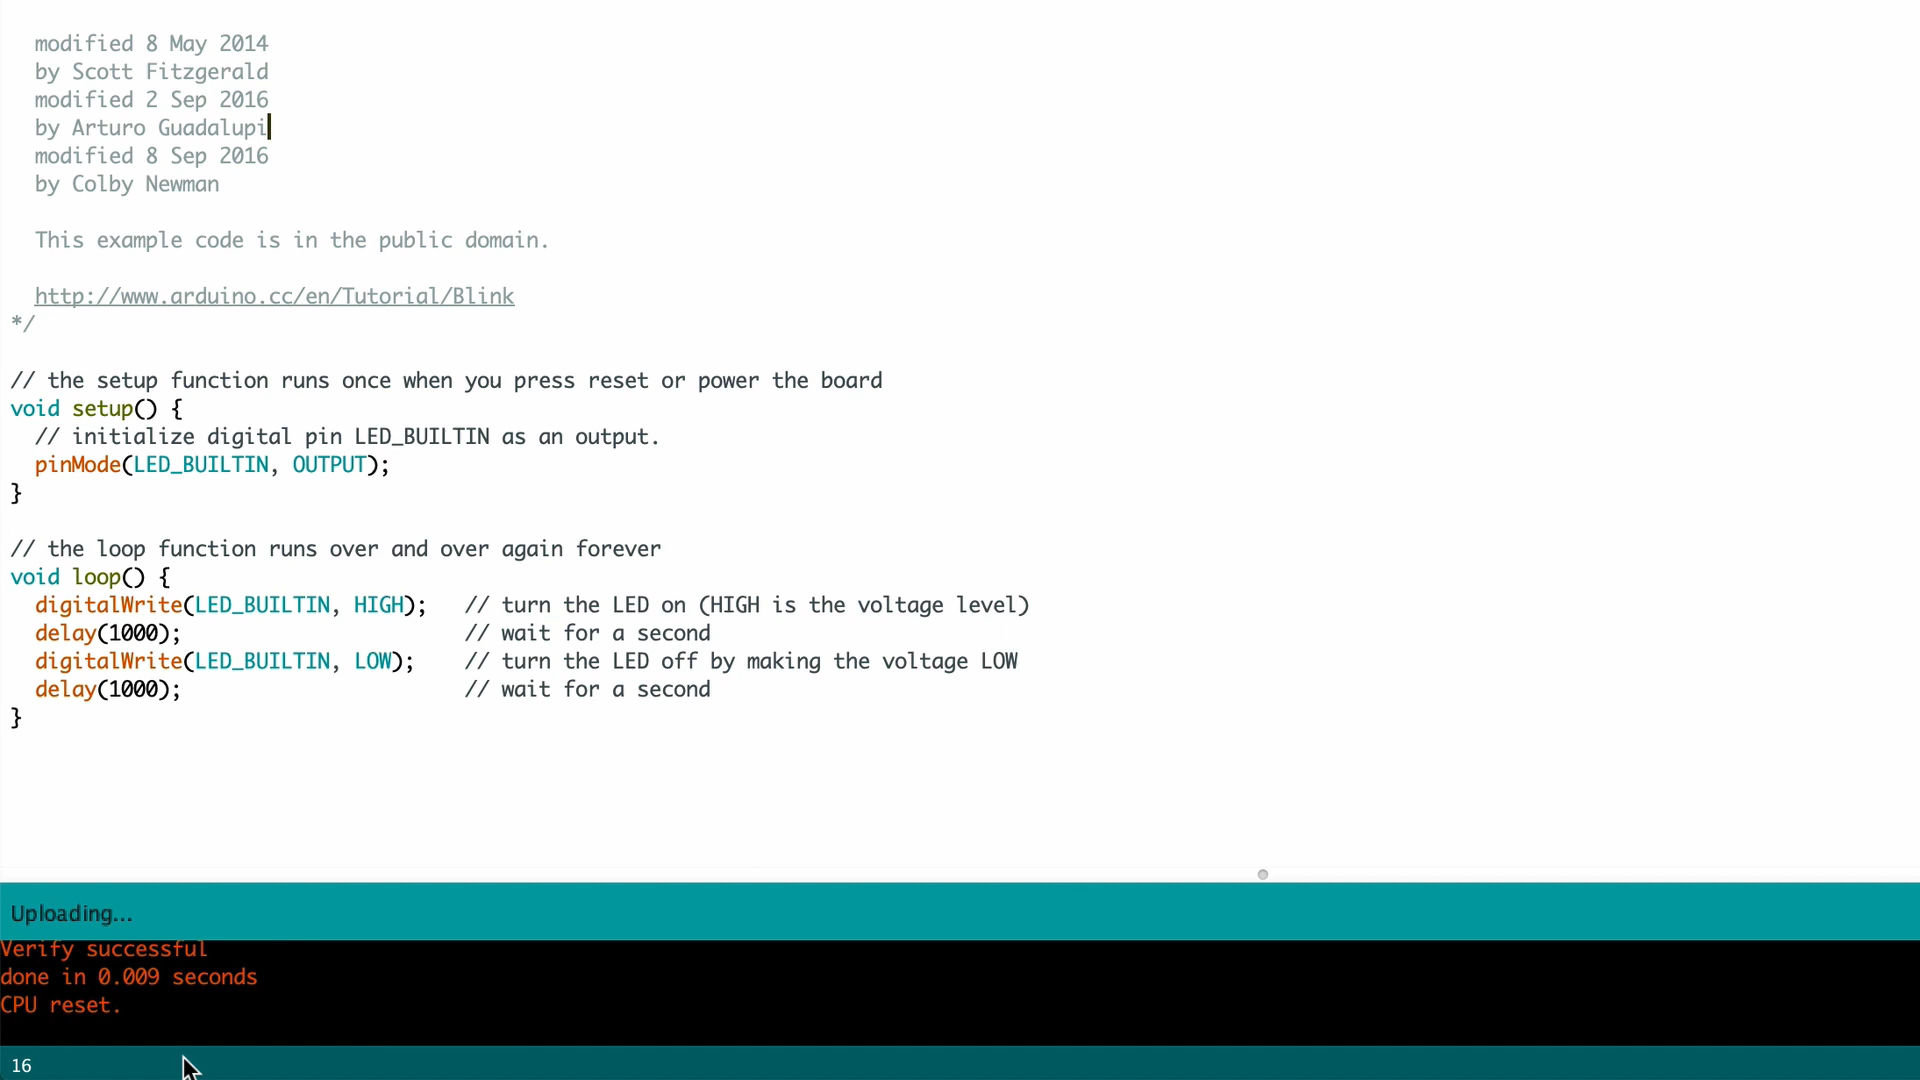 modified 8 May 2014
by Scott Fitzgerald
modified 2 Sep 2016
by Arturo Guadalupi
modified 8 Sep 2016
by Colby Newman
This example code is in the public domain.
http://www.arduino.cc/en/Tutorial/Blink
*/
// the setup function runs once when you press reset or power the board
void setup() {
  // initialize digital pin LED_BUILTIN as an output.
  pinMode(LED_BUILTIN, OUTPUT);
}
// the loop function runs over and over again forever
void loop() {
  digitalWrite(LED_BUILTIN, HIGH);   // turn the LED on (HIGH is the voltage level)
  delay(1000);                       // wait for a second
  digitalWrite(LED_BUILTIN, LOW);    // turn the LED off by making the voltage LOW
  delay(1000);                       // wait for a second
}
Uploading...
Verify successful
done in 0.009 seconds
CPU reset.
16